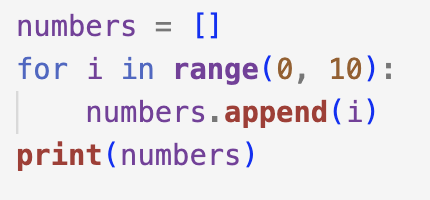 numbers = []
for i in range(0, 10):
    numbers.append(i)
print(numbers)